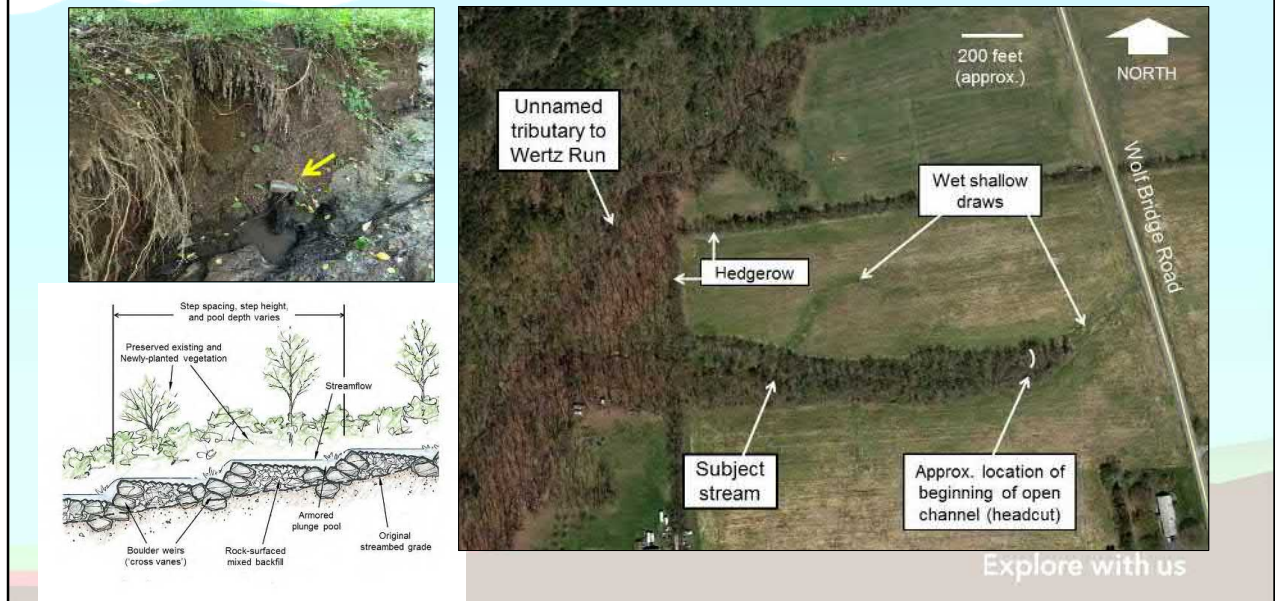 200 feet
(approx.)
NORTH
Unnamed
tributary to
Wertz Run
Wet shallow
draws
Wolf Bridge Road
Hedgerow
Subject
stream
Approx. location of
beginning of open
channel (headcut)
Step spacing, step height,
and pool depth varies
Preserved existing and
Newly-planted vegetation
Streamflow
Armored
plunge pool
Original
streambed grade
Boulder weirs
('cross vanes')
Rock-surfaced
mixed backfill
Explore with us